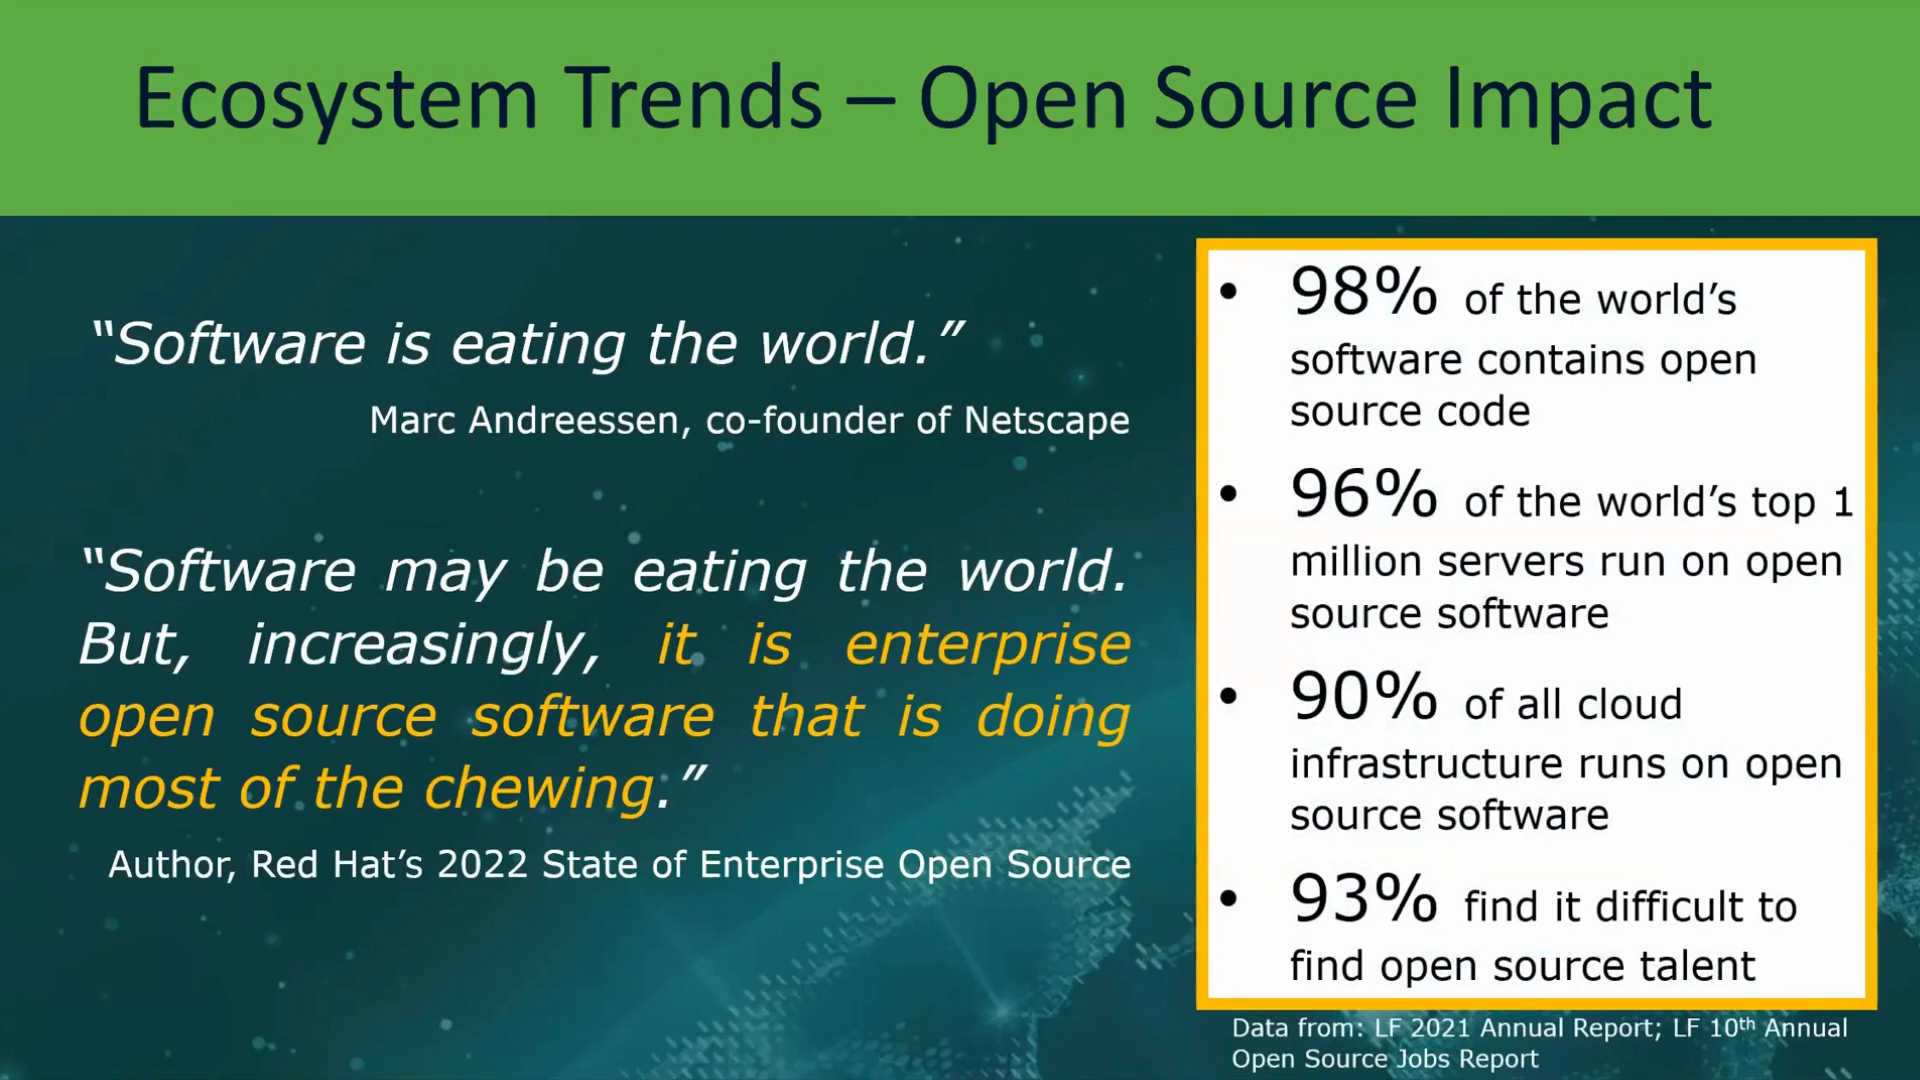 Ecosystem Trends – Open Source Impact
“Software is eating the world.”
Marc Andreessen, co-founder of Netscape
“Software may be eating the world.
But, increasingly, it is enterprise
open source software that is doing
most of the chewing.”
Author, Red Hat’s 2022 State of Enterprise Open Source
• 98% of the world’s
software contains open
source code
• 96% of the world’s top 1
million servers run on open
source software
• 90% of all cloud
infrastructure runs on open
source software
• 93% find it difficult to
find open source talent
Data from: LF 2021 Annual Report; LF 10th Annual
Open Source Jobs Report